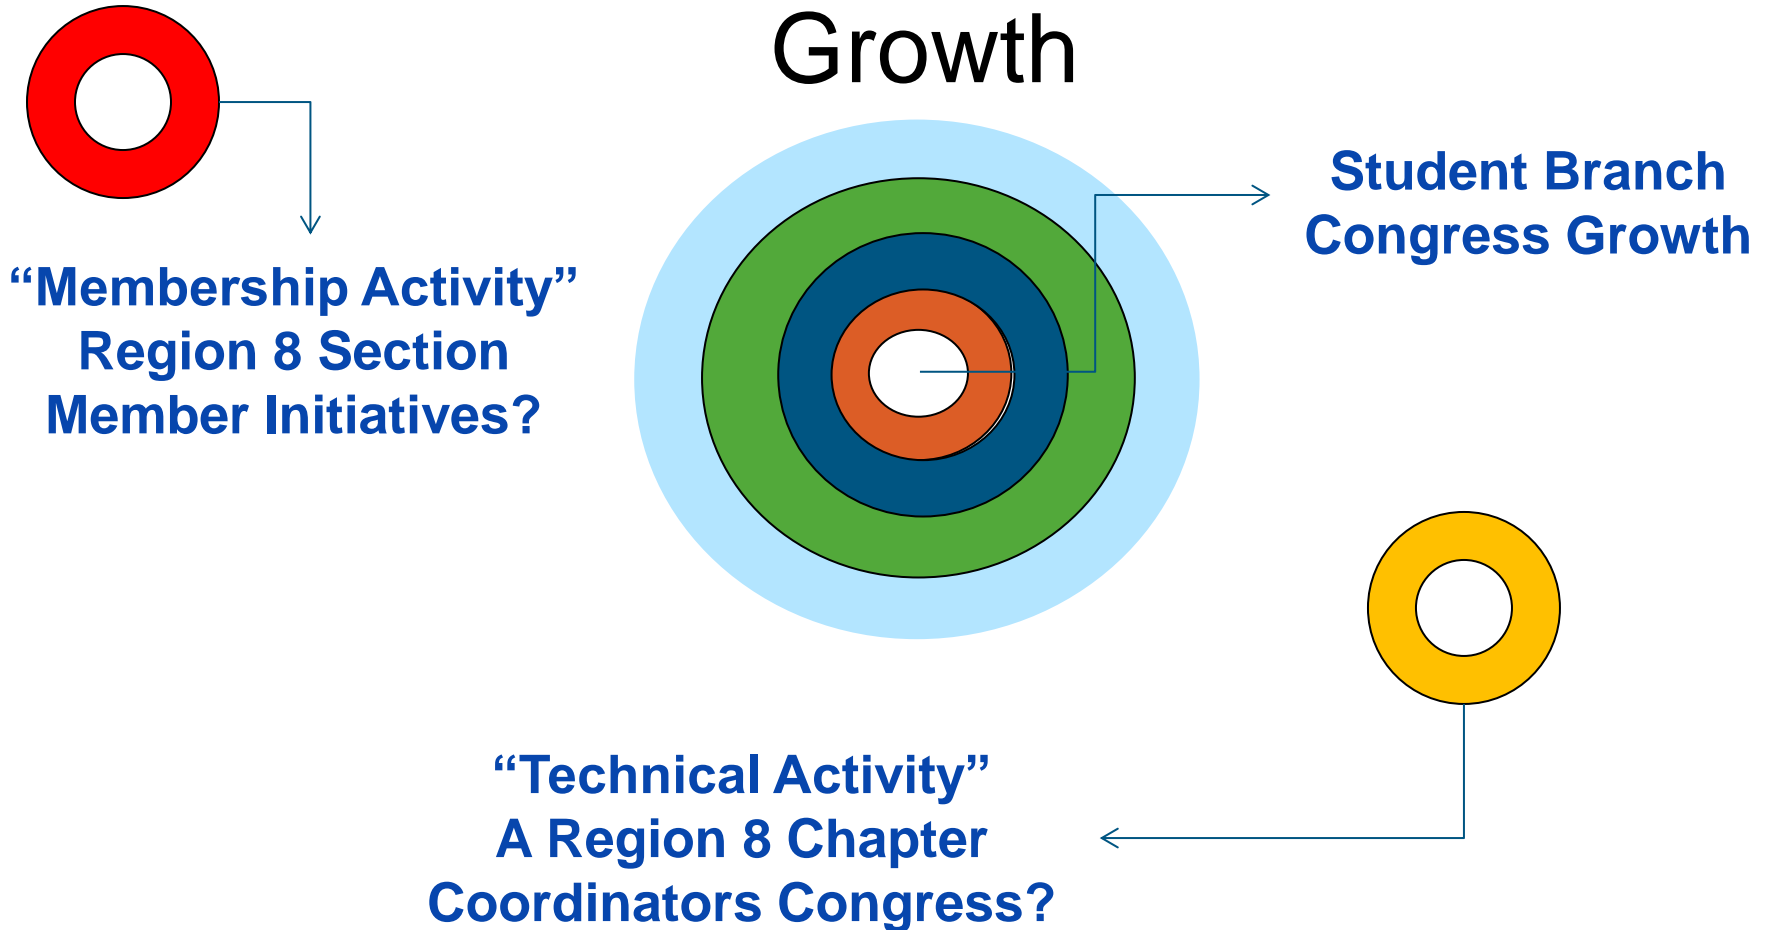 Growth
Student Branch
Congress Growth
“Membership Activity”
Region 8 Section
Member Initiatives?
“Technical Activity”
A Region 8 Chapter
Coordinators Congress?